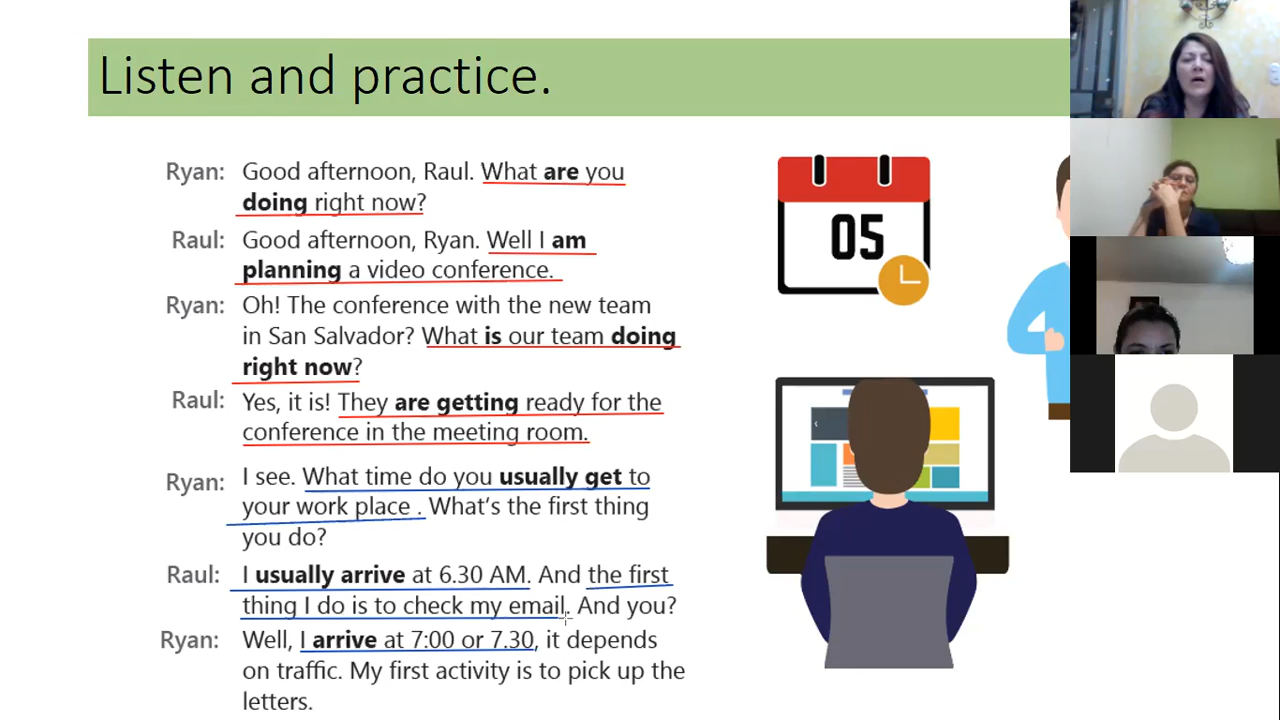 Listen and practice.
Ryan: Good afternoon, Raul. What are you
doing right now?
Raul: Good afternoon, Ryan. Well I am
planning a video conference.
Ryan: Oh! The conference with the new team
in San Salvador? What is our team doing
right now?
Raul: Yes, it is! They are getting ready for the
conference in the meeting room.
Ryan: I see. What time do you usually get to
your work place . What's the first thing
you do?
Raul: I usually arrive at 6.30 AM. And the first
thing I do is to check my email. And you?
Ryan: Well, I arrive at 7:00 or 7.30, it depends
on traffic. My first activity is to pick up the
letters.
05